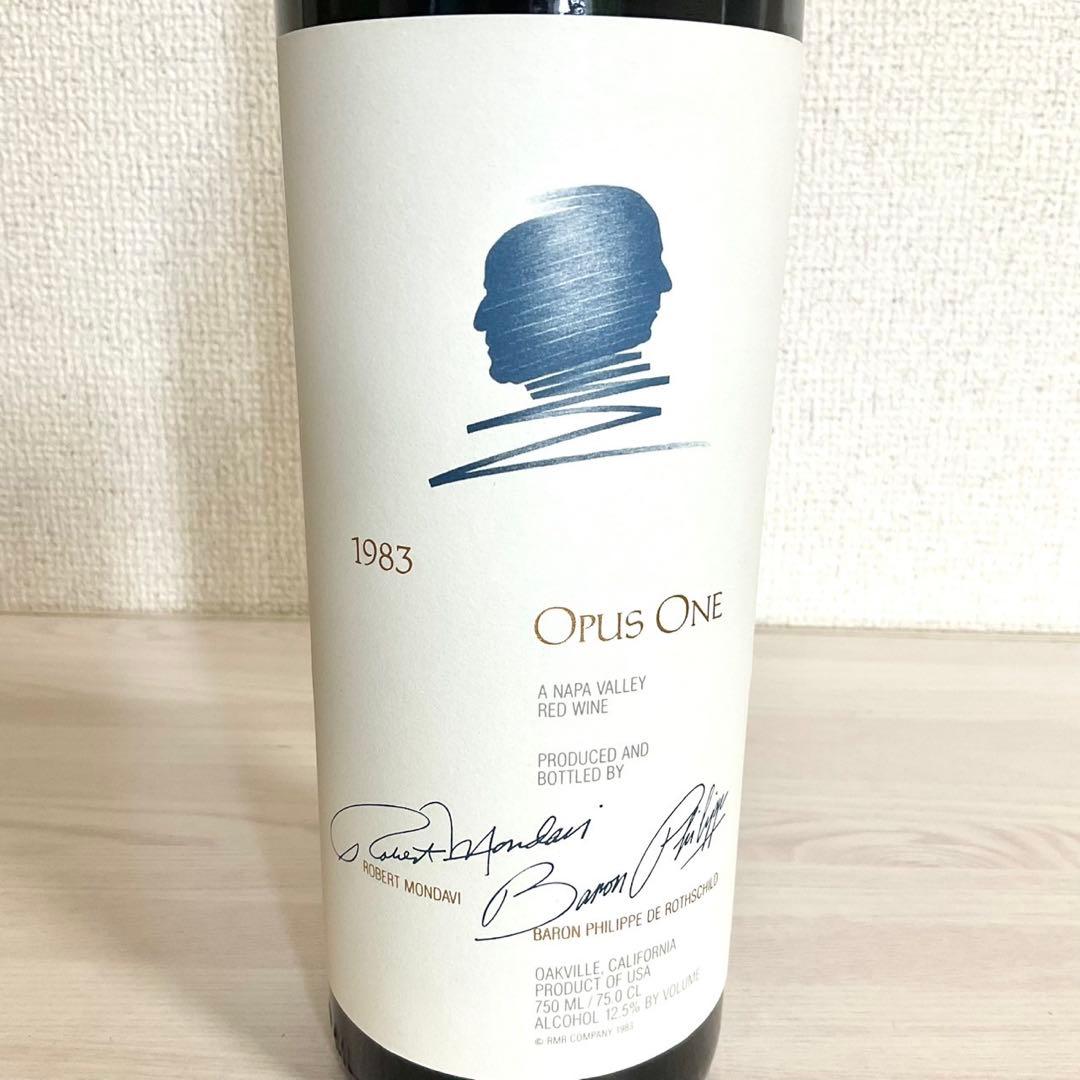 1983
OPUS ONE
A NAPA VALLEY
RED WINE
PRODUCED AND
BOTTLED BY
Robert Mondavi
ROBERT MONDAVI
Baron Philippe
BARON PHILIPPE DE ROTHSCHILD
OAKVILLE, CALIFORNIA
PRODUCT OF USA
750 ML / 75.0 CL
ALCOHOL 12.5% BY VOLUME
© RMR COMPANY 1983